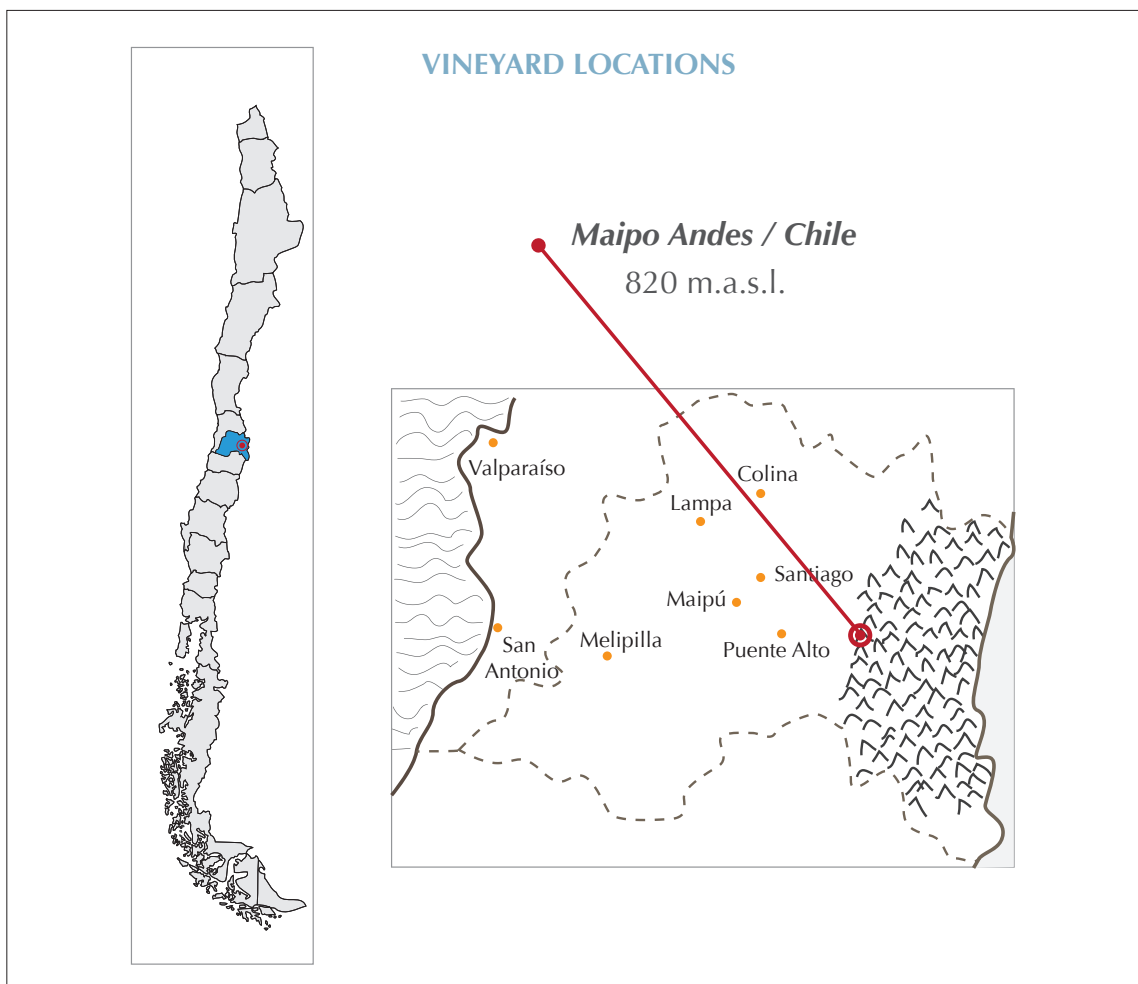 VINEYARD LOCATIONS
Maipo Andes / Chile
820 m.a.s.l.
Valparaíso
Colina
Lampa
Santiago
Maipú
San
Antonio
Melipilla
Puente Alto